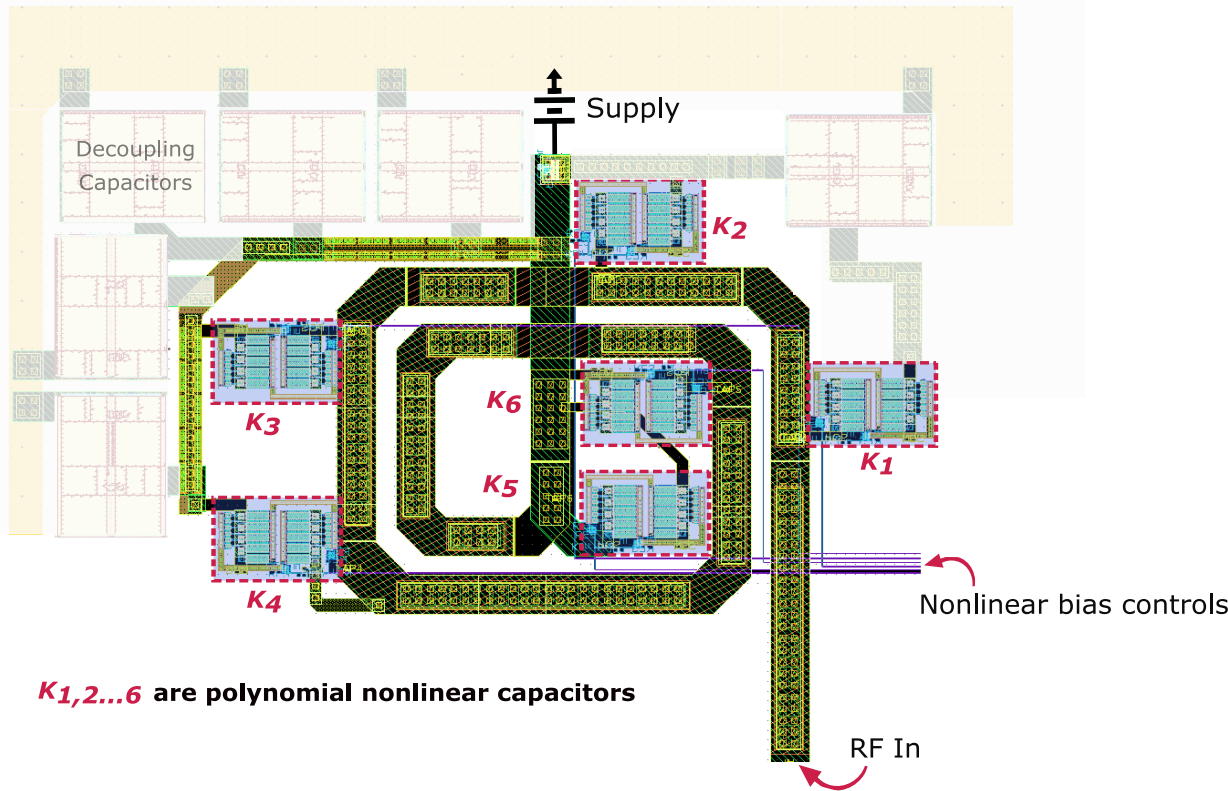 Supply
Decoupling
Capacitors
K2
K6
K3
K1
K5
K4
Nonlinear bias controls
K1,2...6 are polynomial nonlinear capacitors
RF In